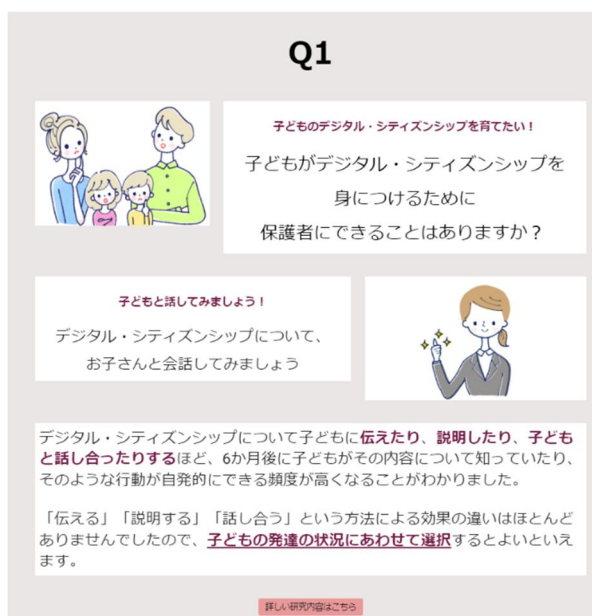 Q1
子どものデジタル・シティズンシップを育てたい！
子どもがデジタル・シティズンシップを
身につけるために
保護者にできることはありますか？
子どもと話してみましょう！
デジタル・シティズンシップについて、
お子さんと会話してみましょう
デジタル・シティズンシップについて子どもに伝えたり、説明したり、子ども
と話し合ったりするほど、6か月後に子どもがその内容について知っていたり、
そのような行動が自発的にできる頻度が高くなることがわかりました。
「伝える」「説明する」「話し合う」という方法による効果の違いはほとんど
ありませんでしたので、子どもの発達の状況にあわせて選択するとよいといえ
ます。
詳しい研究内容はこちら